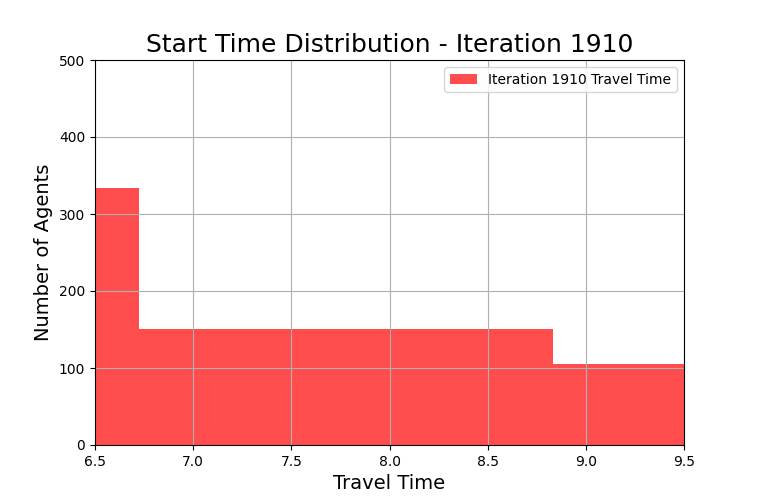 Start Time Distribution - Iteration 1910
Iteration 1910 Travel Time
Number of Agents
500
400
300
200
100
0
6.5 7.0 7.5 8.0 8.5 9.0 9.5
Travel Time